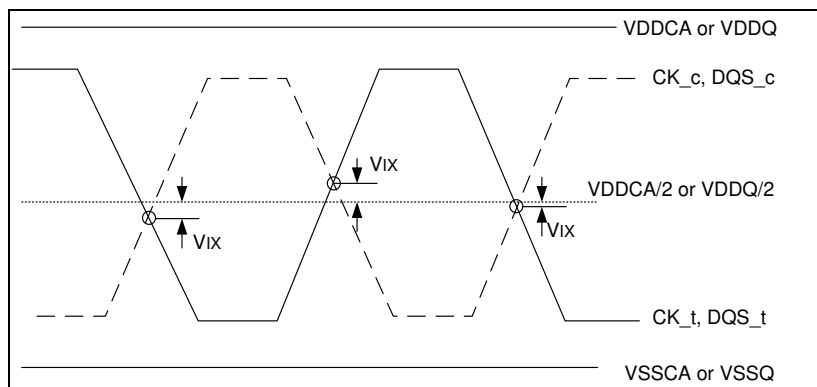 VDDCA or VDDQ
CK_c, DQS_c
VIX
VDDCA/2 or VDDQ/2
VIX
VIX
CK_t, DQS_t
VSSCA or VSSQ